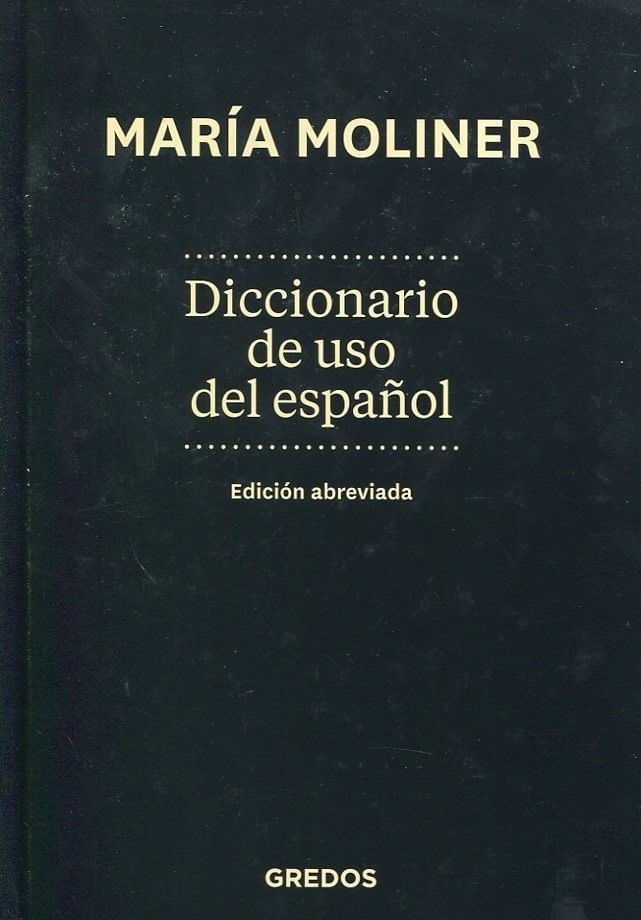 MARÍA MOLINER
Diccionario
de uso
del español
Edición abreviada
GREDOS